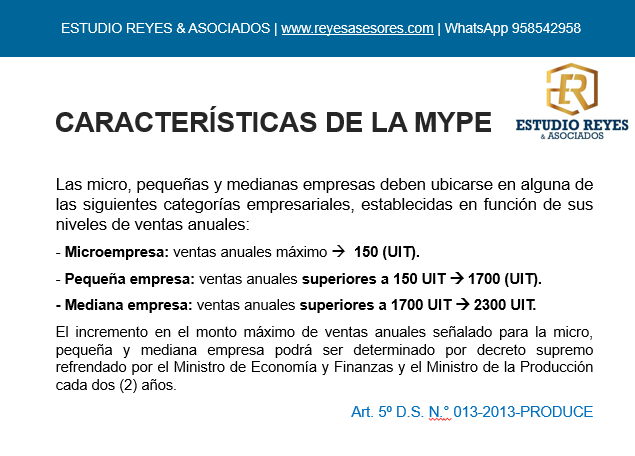 ESTUDIO REYES & ASOCIADOS | www.reyesasesores.com | WhatsApp 958542958
ER
ESTUDIO REYES
& ASOCIADOS
CARACTERÍSTICAS DE LA MYPE
Las micro, pequeñas y medianas empresas deben ubicarse en alguna de
las siguientes categorías empresariales, establecidas en función de sus
niveles de ventas anuales:
- Microempresa: ventas anuales máximo → 150 (UIT).
- Pequeña empresa: ventas anuales superiores a 150 UIT → 1700 (UIT).
- Mediana empresa: ventas anuales superiores a 1700 UIT → 2300 UIT.
El incremento en el monto máximo de ventas anuales señalado para la micro,
pequeña y mediana empresa podrá ser determinado por decreto supremo
refrendado por el Ministro de Economía y Finanzas y el Ministro de la Producción
cada dos (2) años.
Art. 5º D.S. N.° 013-2013-PRODUCE